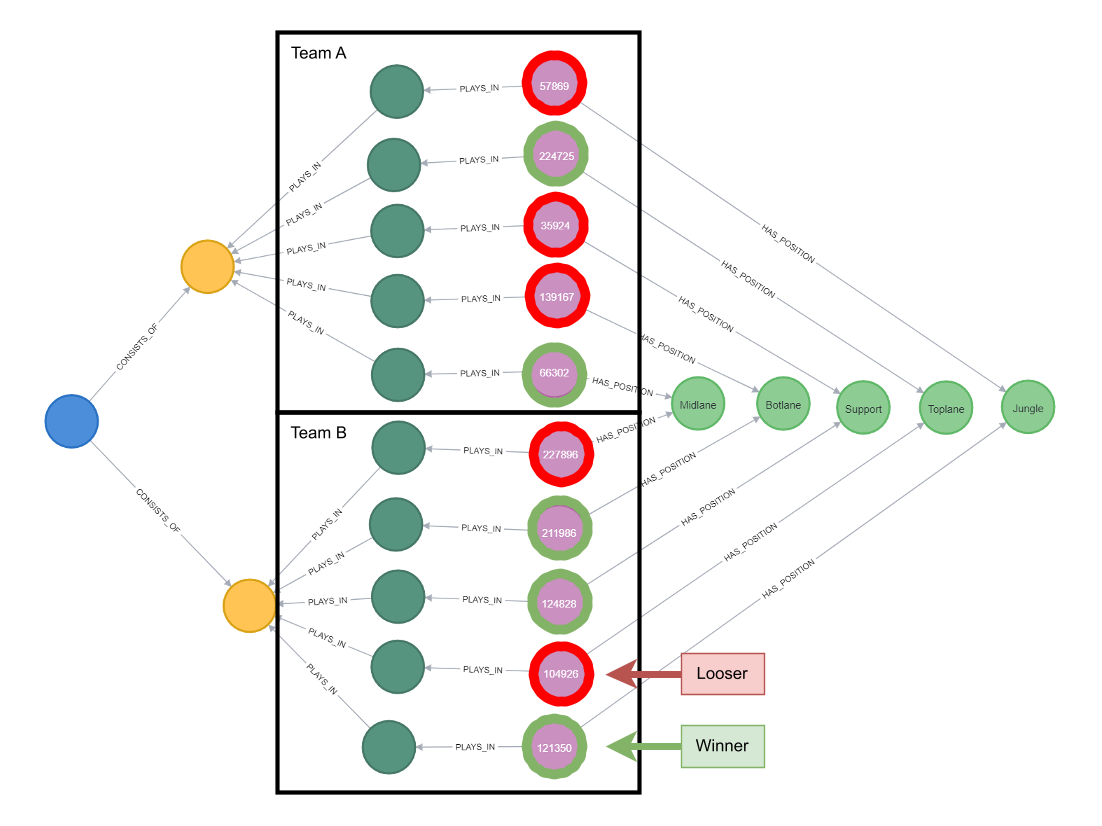 Team A
PLAYS_IN
57869
PLAYS_IN
224725
PLAYS_IN
35924
PLAYS_IN
139167
PLAYS_IN
66302
PLAYS_IN
PLAYS_IN
PLAYS_IN
PLAYS_IN
PLAYS_IN
HAS_POSITION
HAS_POSITION
HAS_POSITION
HAS_POSITION
HAS_POSITION
CONSISTS_OF
Midlane
Botlane
Support
Toplane
Jungle
Team B
PLAYS_IN
227896
PLAYS_IN
211986
PLAYS_IN
124828
PLAYS_IN
104926
PLAYS_IN
121350
HAS_POSITION
HAS_POSITION
HAS_POSITION
HAS_POSITION
HAS_POSITION
CONSISTS_OF
PLAYS_IN
PLAYS_IN
PLAYS_IN
PLAYS_IN
PLAYS_IN
Looser
Winner